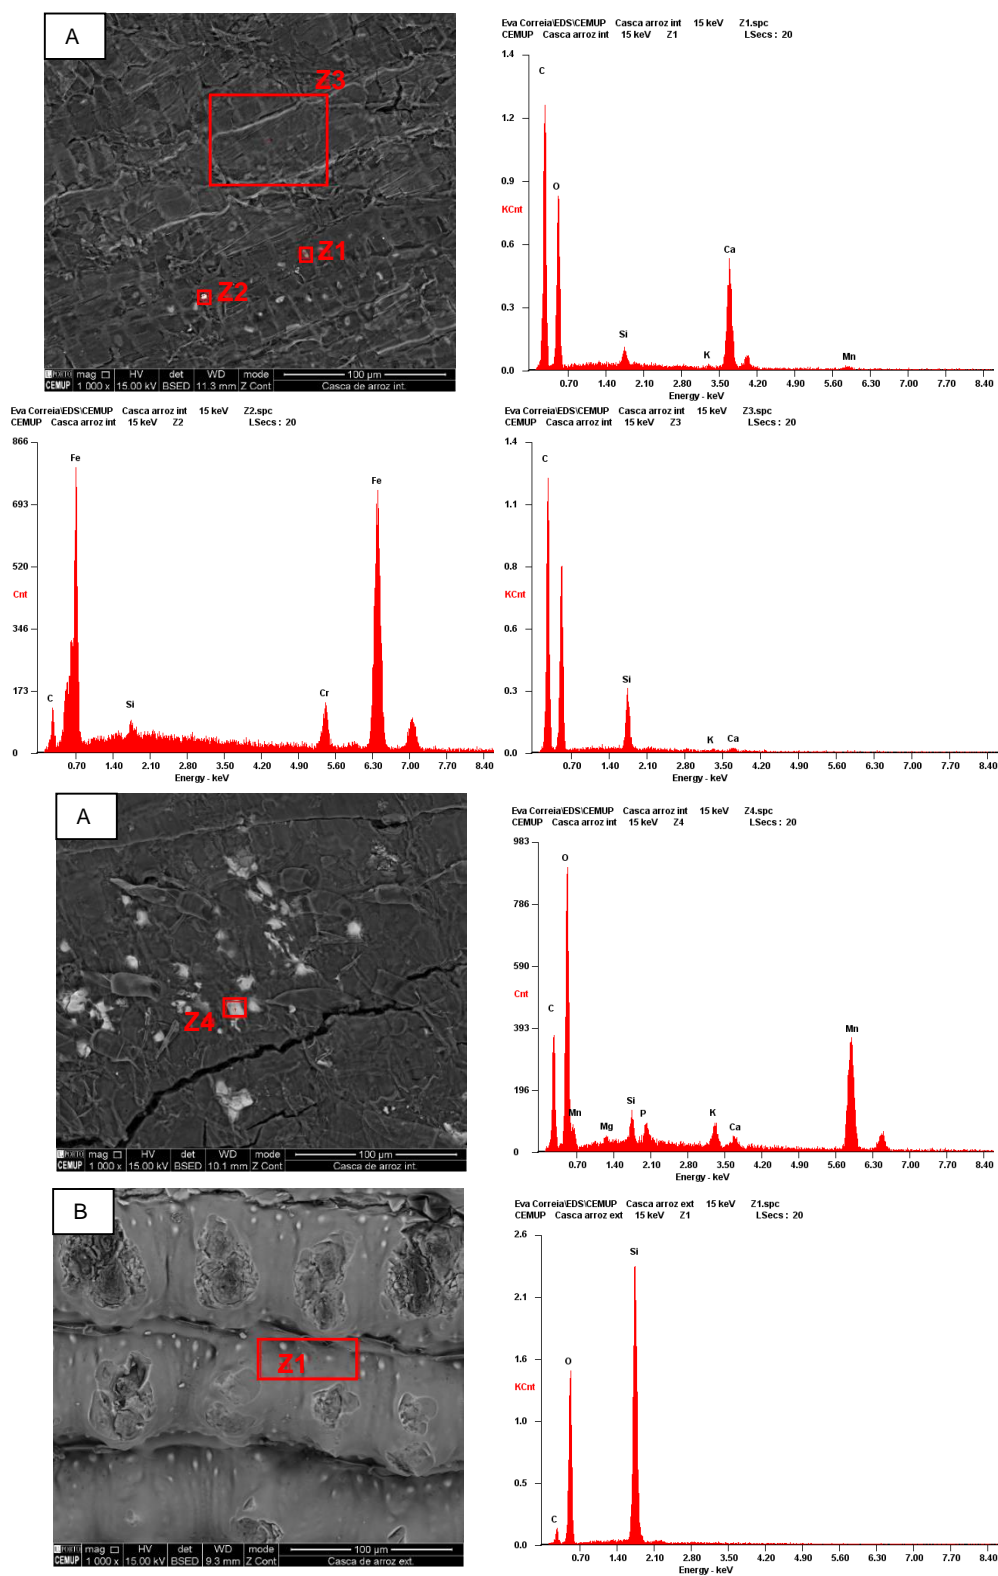 A
Z3
Z1
Z2
U.PORTO
CEMUP
mag HV det WD mode
1 000 x 15.00 kV BSED 11.3 mm Z Cont
100 µm
Casca de arroz int.
Eva Correia\EDS\CEMUP Casca arroz int 15 keV Z1.spc
CEMUP Casca arroz int 15 keV Z1 LSecs : 20
1.4
1.2
0.9
KCnt
0.6
0.3
0.0
C
O
Si
K
Ca
Mn
0.70 1.40 2.10 2.80 3.50 4.20 4.90 5.60 6.30 7.00 7.70 8.40
Energy - keV
Eva Correia\EDS\CEMUP Casca arroz int 15 keV Z2.spc
CEMUP Casca arroz int 15 keV Z2 LSecs : 20
866
693
520
Cnt
346
173
0
C
Fe
Si
Cr
Fe
0.70 1.40 2.10 2.80 3.50 4.20 4.90 5.60 6.30 7.00 7.70 8.40
Energy - keV
Eva Correia\EDS\CEMUP Casca arroz int 15 keV Z3.spc
CEMUP Casca arroz int 15 keV Z3 LSecs : 20
1.4
1.1
0.8
KCnt
0.6
0.3
0.0
C
Si
K
Ca
0.70 1.40 2.10 2.80 3.50 4.20 4.90 5.60 6.30 7.00 7.70 8.40
Energy - keV
A
Z4
U.PORTO
CEMUP
mag HV det WD mode
1 000 x 15.00 kV BSED 10.1 mm Z Cont
100 µm
Casca de arroz int.
Eva Correia\EDS\CEMUP Casca arroz int 15 keV Z4.spc
CEMUP Casca arroz int 15 keV Z4 LSecs : 20
983
786
590
Cnt
393
196
0
C
O
Mn
Mg
Si
P
K
Ca
Mn
0.70 1.40 2.10 2.80 3.50 4.20 4.90 5.60 6.30 7.00 7.70 8.40
Energy - keV
B
Z1
U.PORTO
CEMUP
mag HV det WD mode
1 000 x 15.00 kV BSED 9.3 mm Z Cont
100 µm
Casca de arroz ext.
Eva Correia\EDS\CEMUP Casca arroz ext 15 keV Z1.spc
CEMUP Casca arroz ext 15 keV Z1 LSecs : 20
2.6
2.1
1.6
KCnt
1.0
0.5
0.0
C
O
Si
0.70 1.40 2.10 2.80 3.50 4.20 4.90 5.60 6.30 7.00 7.70 8.40
Energy - keV